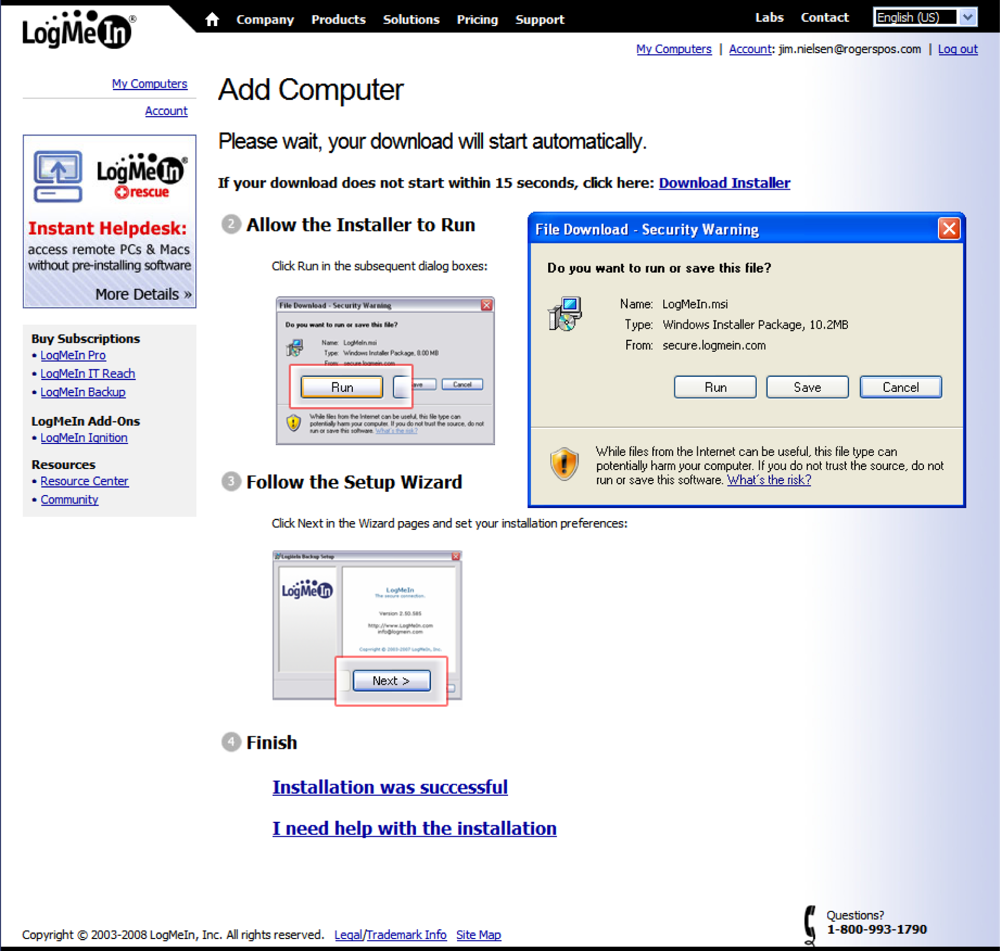 LogMeIn®
Company Products Solutions Pricing Support
Labs Contact English (US)
My Computers | Account: jim.nielsen@rogerspos.com | Log out
My Computers
Account
LogMeIn®
rescue
Instant Helpdesk:
access remote PCs & Macs
without pre-installing software
More Details »
Buy Subscriptions
• LogMeIn Pro
• LogMeIn IT Reach
• LogMeIn Backup
LogMeIn Add-Ons
• LogMeIn Ignition
Resources
• Resource Center
• Community
Add Computer
Please wait, your download will start automatically.
If your download does not start within 15 seconds, click here: Download Installer
2 Allow the Installer to Run
Click Run in the subsequent dialog boxes:
File Download - Security Warning
Do you want to run or save this file?
Name: LogMeIn.msi
Type: Windows Installer Package, 8.00 MB
From: secure.logmein.com
Run ave Cancel
While files from the Internet can be useful, this file type can
potentially harm your computer. If you do not trust the source, do not
run or save this software. What's the risk?
File Download - Security Warning
Do you want to run or save this file?
Name: LogMeIn.msi
Type: Windows Installer Package, 10.2MB
From: secure.logmein.com
Run Save Cancel
While files from the Internet can be useful, this file type can
potentially harm your computer. If you do not trust the source, do not
run or save this software. What's the risk?
3 Follow the Setup Wizard
Click Next in the Wizard pages and set your installation preferences:
LogMeIn Backup Setup
LogMeIn
LogMeIn
The secure connection.
Version 2.50.585
http://www.LogMeIn.com
info@logmein.com
Copyright © 2003-2007 LogMeIn, Inc.
Next >
4 Finish
Installation was successful
I need help with the installation
Questions?
1-800-993-1790
Copyright © 2003-2008 LogMeIn, Inc. All rights reserved. Legal/Trademark Info Site Map